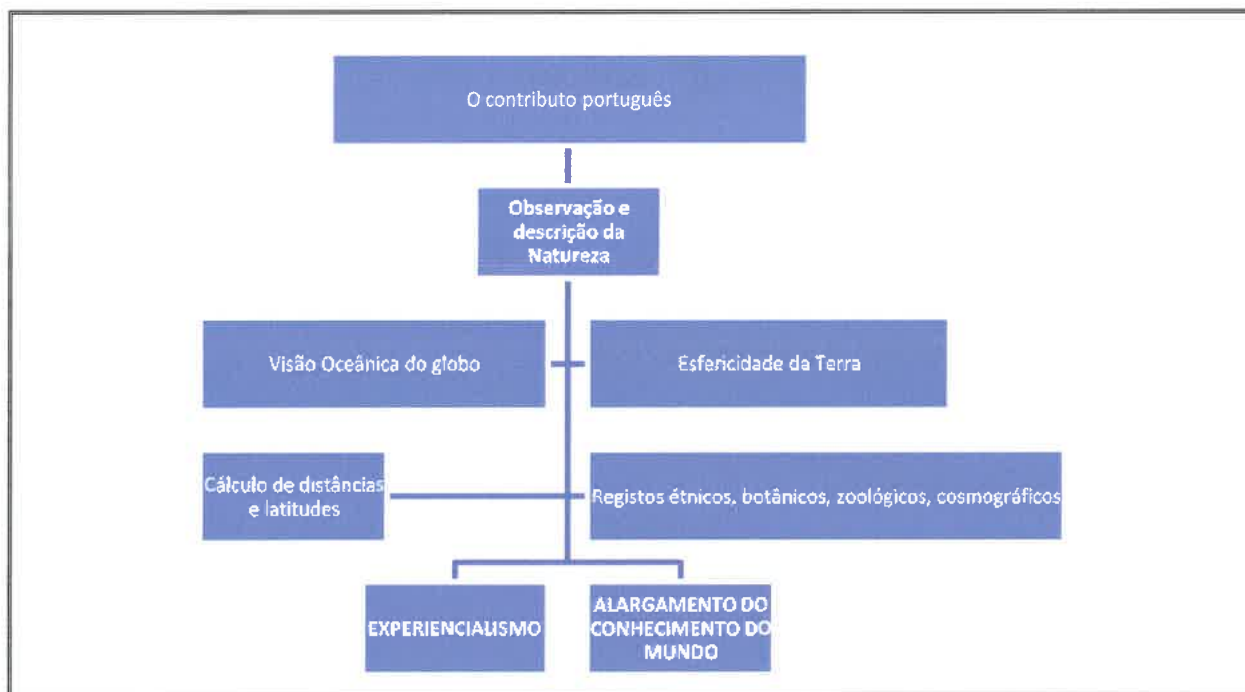 O contributo português
Observação e
descrição da
Natureza
Visão Oceânica do globo
Esfericidade da Terra
Cálculo de distâncias
e latitudes
Registos étnicos, botânicos, zoológicos, cosmográficos
EXPERIENCIALISMO
ALARGAMENTO DO
CONHECIMENTO DO
MUNDO